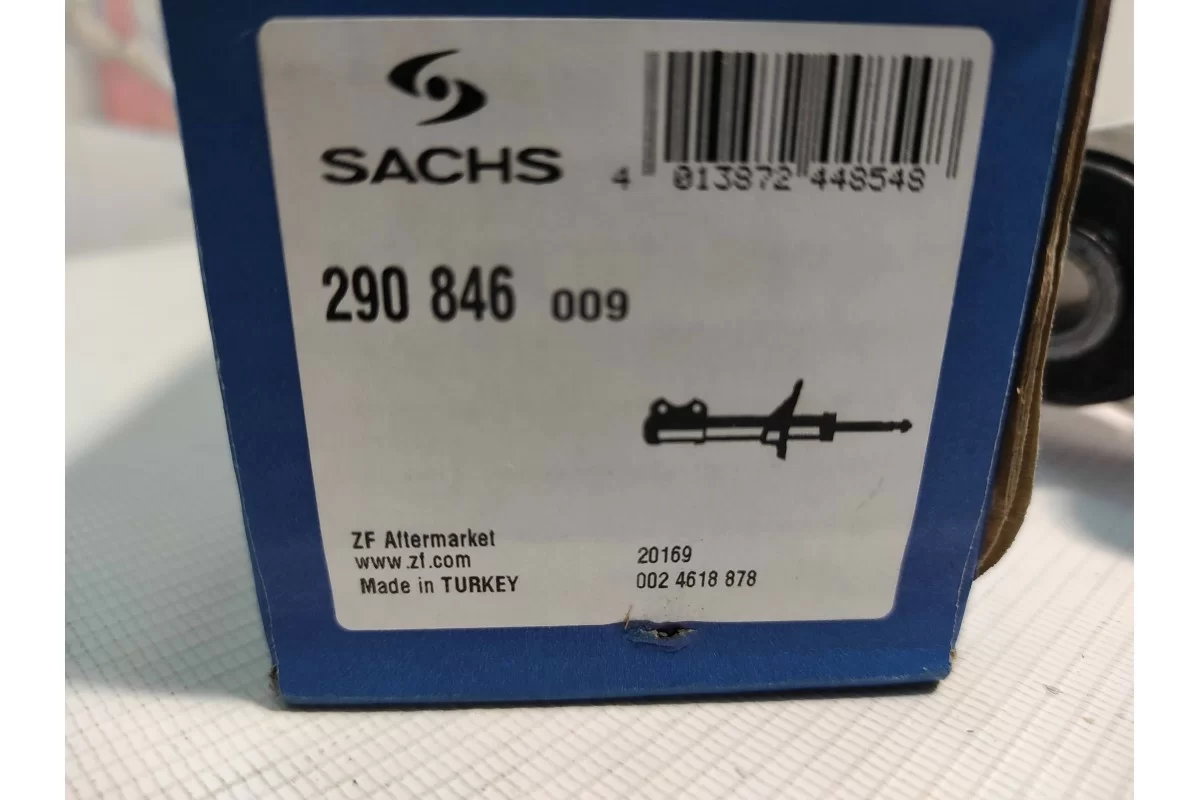 SACHS
4 013872 448548
290 846 009
ZF Aftermarket
www.zf.com
Made in TURKEY
20169
002 4618 878